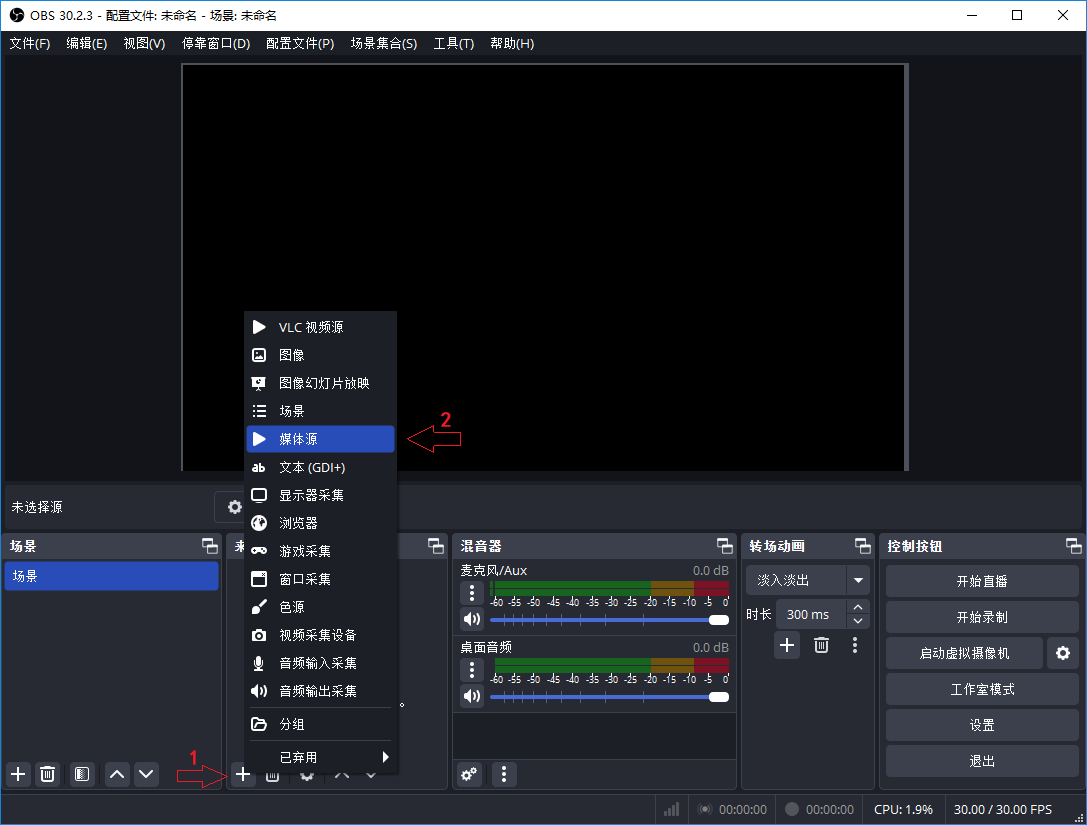 OBS 30.2.3 - 配置文件: 未命名 - 场景: 未命名
文件(F) 编辑(E) 视图(V) 停靠窗口(D) 配置文件(P) 场景集合(S) 工具(T) 帮助(H)
VLC 视频源
图像
图像幻灯片放映
场景
媒体源
2
ab 文本 (GDI+)
显示器采集
浏览器
游戏采集
窗口采集
色源
视频采集设备
音频输入采集
音频输出采集
分组
已弃用
未选择源
场景
场景
1
混音器
麦克风/Aux 0.0 dB
-60 -55 -50 -45 -40 -35 -30 -25 -20 -15 -10 -5 0
桌面音频 0.0 dB
-60 -55 -50 -45 -40 -35 -30 -25 -20 -15 -10 -5 0
转场动画
淡入淡出
时长 300 ms
控制按钮
开始直播
开始录制
启动虚拟摄像机
工作室模式
设置
退出
00:00:00 00:00:00 CPU: 1.9% 30.00 / 30.00 FPS